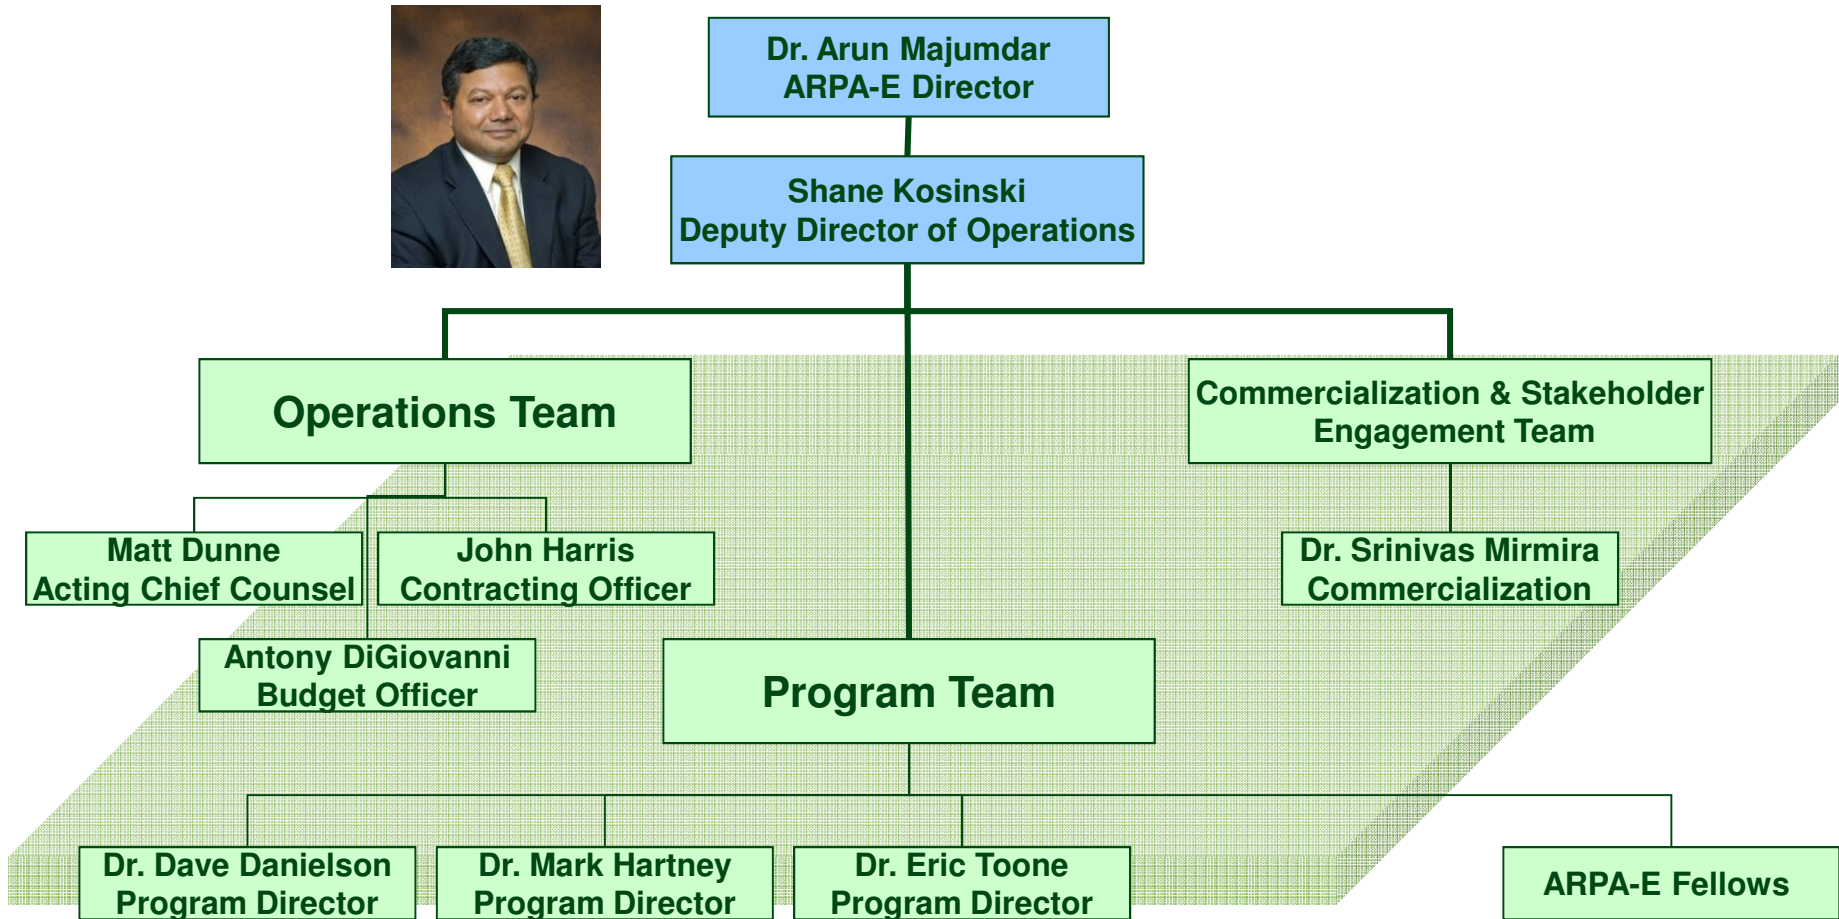 Dr. Arun Majumdar
ARPA-E Director
Shane Kosinski
Deputy Director of Operations
Operations Team
Commercialization & Stakeholder
Engagement Team
Matt Dunne
Acting Chief Counsel
John Harris
Contracting Officer
Dr. Srinivas Mirmira
Commercialization
Antony DiGiovanni
Budget Officer
Program Team
Dr. Dave Danielson
Program Director
Dr. Mark Hartney
Program Director
Dr. Eric Toone
Program Director
ARPA-E Fellows